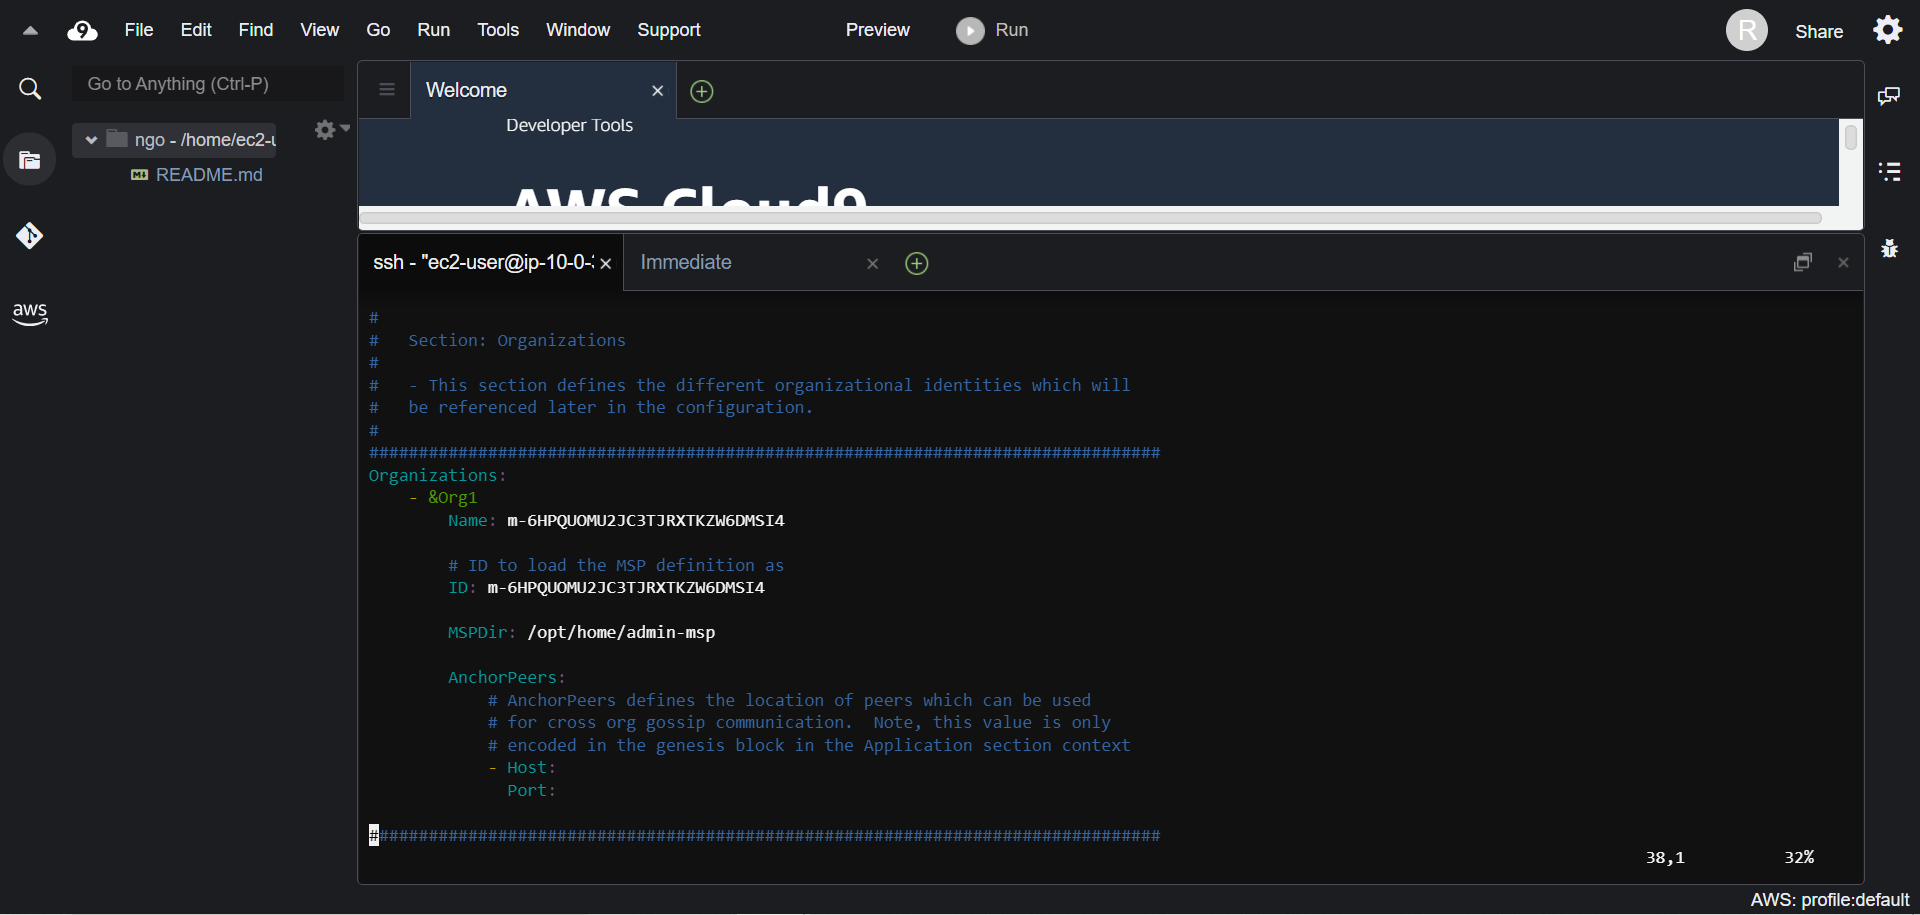 File Edit Find View Go Run Tools Window Support Preview Run R Share
Go to Anything (Ctrl-P)
ngo - /home/ec2-u
README.md
aws
Welcome
Developer Tools
AWS Cloud9
ssh - "ec2-user@ip-10-0-: Immediate
#
#   Section: Organizations
#
#   - This section defines the different organizational identities which will
#   be referenced later in the configuration.
#
################################################################################
Organizations:
    - &Org1
        Name: m-6HPQUOMU2JC3TJRXTKZW6DMSI4
        # ID to load the MSP definition as
        ID: m-6HPQUOMU2JC3TJRXTKZW6DMSI4
        MSPDir: /opt/home/admin-msp
        AnchorPeers:
            # AnchorPeers defines the location of peers which can be used
            # for cross org gossip communication.  Note, this value is only
            # encoded in the genesis block in the Application section context
            - Host:
              Port:
################################################################################
38,1 32%
AWS: profile:default